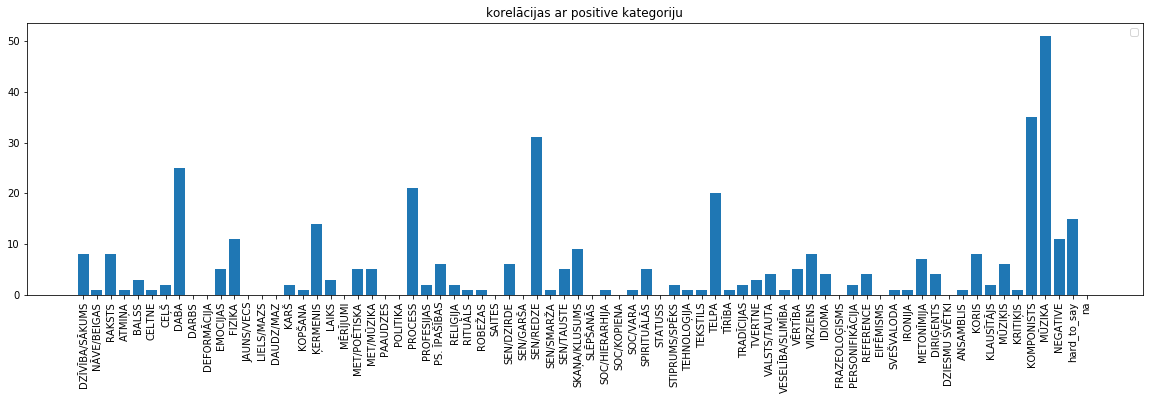 korelācijas ar positive kategoriju
50
40
30
20
10
0
DZĪVĪBA/SĀKUMS
NĀVE/BEIGAS
RAKSTS
ATMIŅA
BALSS
CELTNE
CEĻŠ
DABA
DARBS
DEFORMĀCIJA
EMOCIJAS
FIZIKA
JAUNS/VECS
LIELS/MAZS
DAUDZ/MAZ
KARŠ
KOPŠANA
ĶERMENIS
LAIKS
MĒRĪJUMI
MET/POĒTISKA
MET/MŪZIKA
PAAUDZES
POLITIKA
PROCESS
PROFESIJAS
PS. ĪPAŠĪBAS
RELIĢIJA
RITUĀLS
ROBEŽAS
SAITES
SEN/DZIRDE
SEN/GARŠA
SEN/REDZE
SEN/SMARŽA
SEN/TAUSTE
SKAŅA/KLUSUMS
SLĒPŠANĀS
SOC/HIERARHIJA
SOC/KOPIENA
SOC/VARA
SPIRITUĀLAS
STATUSS
STIPRUMS/SPĒKS
TEHNOLOĢIJA
TEKSTILS
TELPA
TĪRĪBA
TRADĪCIJAS
TVERTNE
VALSTS/TAUTA
VESELĪBA/SLIMĪBA
VĒRTĪBA
VIRZIENS
IDIOMA
FRAZEOLOĢISMS
PERSONIFIKĀCIJA
REFERENCE
EIFĒMISMS
SVEŠVALODA
IRONIJA
METONĪMIJA
DIRIĢENTS
DZIESMU SVĒTKI
ANSAMBLIS
KORIS
KLAUSĪTĀJS
MŪZIĶIS
KRITIĶIS
KOMPONISTS
MŪZIKA
NEGATIVE
hard_to_say
na